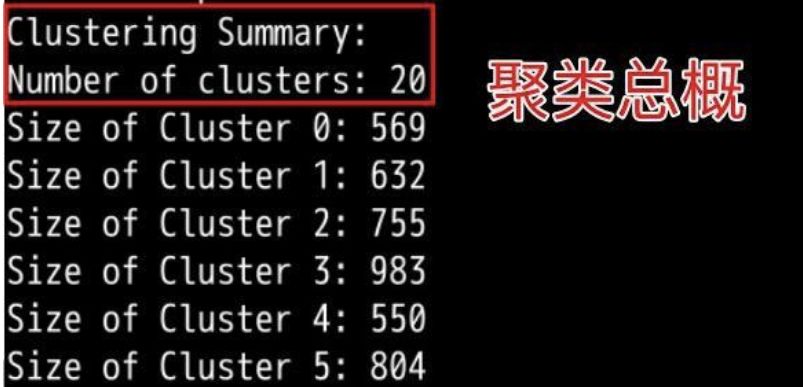 Clustering Summary:
Number of clusters: 20
聚类总概
Size of Cluster 0: 569
Size of Cluster 1: 632
Size of Cluster 2: 755
Size of Cluster 3: 983
Size of Cluster 4: 550
Size of Cluster 5: 804